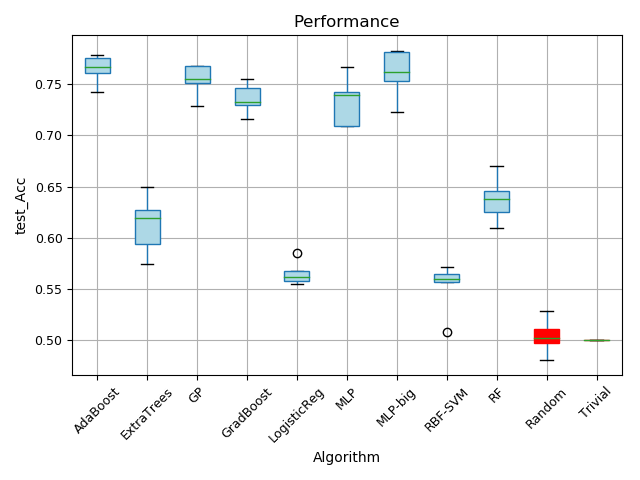 Performance
test_Acc
0.75
0.70
0.65
0.60
0.55
0.50
AdaBoost
ExtraTrees
GP
GradBoost
LogisticReg
MLP
MLP-big
RBF-SVM
RF
Random
Trivial
Algorithm